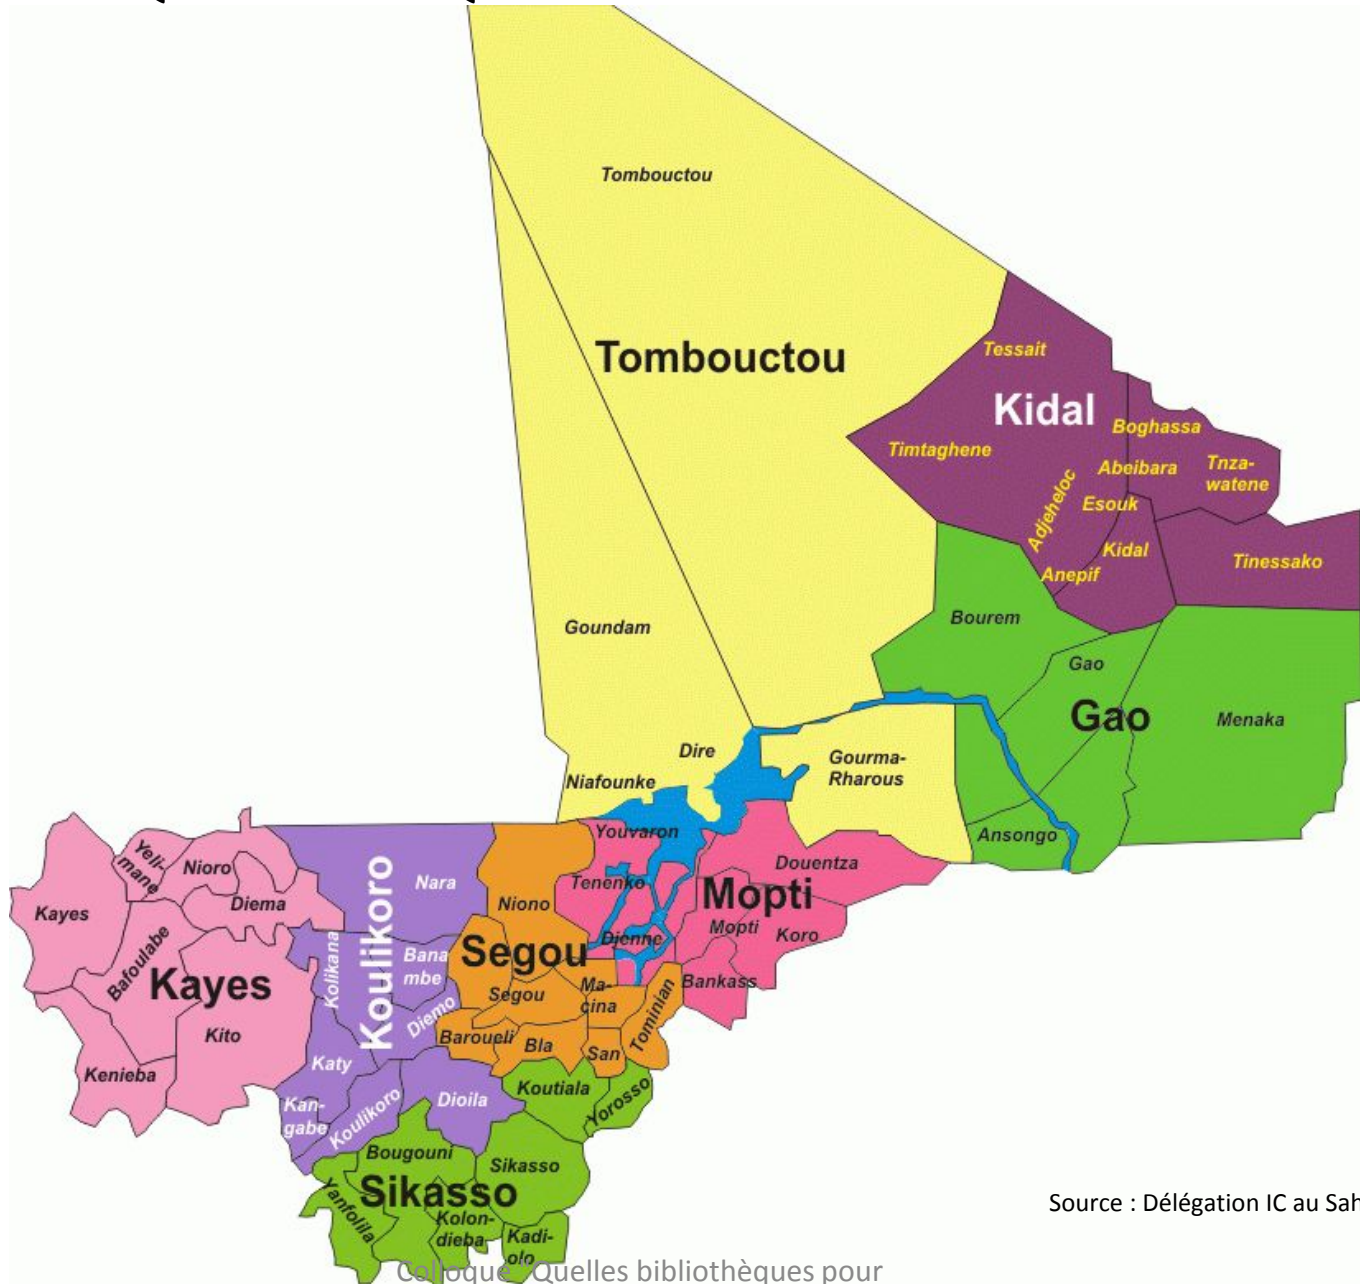 Tombouctou
Tombouctou
Tessait
Kidal
Boghassa
Timtaghene
Abeibara
Tnza-
watene
Adjeheloc
Esouk
Kidal
Anepif
Tinessako
Bourem
Goundam
Gao
Gao
Menaka
Dire
Gourma-
Rharous
Niafounke
Youvaron
Ansongo
Yeli-
mane
Nioro
Douentza
Nara
Tenenko
Mopti
Diema
Niono
Kayes
Mopti
Koro
Koulikoro
Dienne
Segou
Bana
mbe
Kolikana
Bafoulabe
Kayes
Bankass
Segou
Ma-
cina
Diemo
Tominian
Kito
Baroueli
Bla
San
Katy
Kenieba
Koutiala
Yorosso
Dioila
Kan-
gabe
Koulikoro
Bougouni
Sikasso
Sikasso
Yanfolila
Kolon-
dieba
Kadi-
olo
Source : Délégation IC au Sah
Colloque "Quelles bibliothèques pour